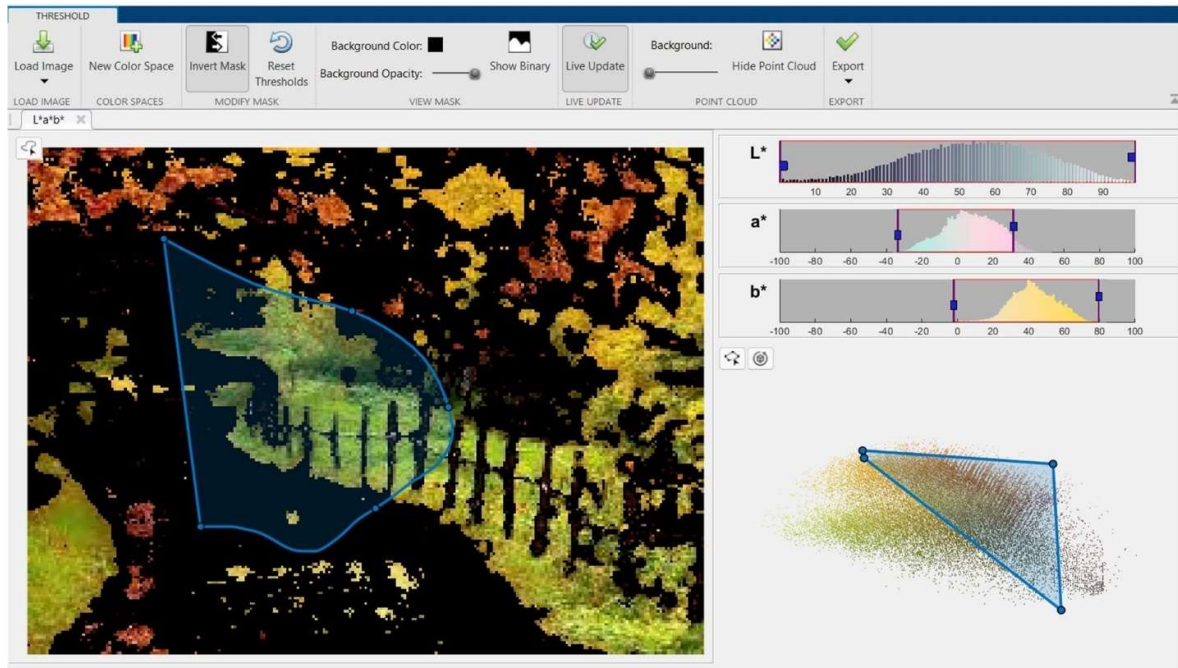 THRESHOLD
Load Image
New Color Space
Invert Mask
Reset Thresholds
Background Color:
Background Opacity:
Show Binary
Live Update
Background:
Hide Point Cloud
Export
LOAD IMAGE
COLOR SPACES
MODIFY MASK
VIEW MASK
LIVE UPDATE
POINT CLOUD
EXPORT
L*a*b*
L*
10 20 30 40 50 60 70 80 90
a*
-100 -80 -60 -40 -20 0 20 40 60 80 100
b*
-100 -80 -60 -40 -20 0 20 40 60 80 100